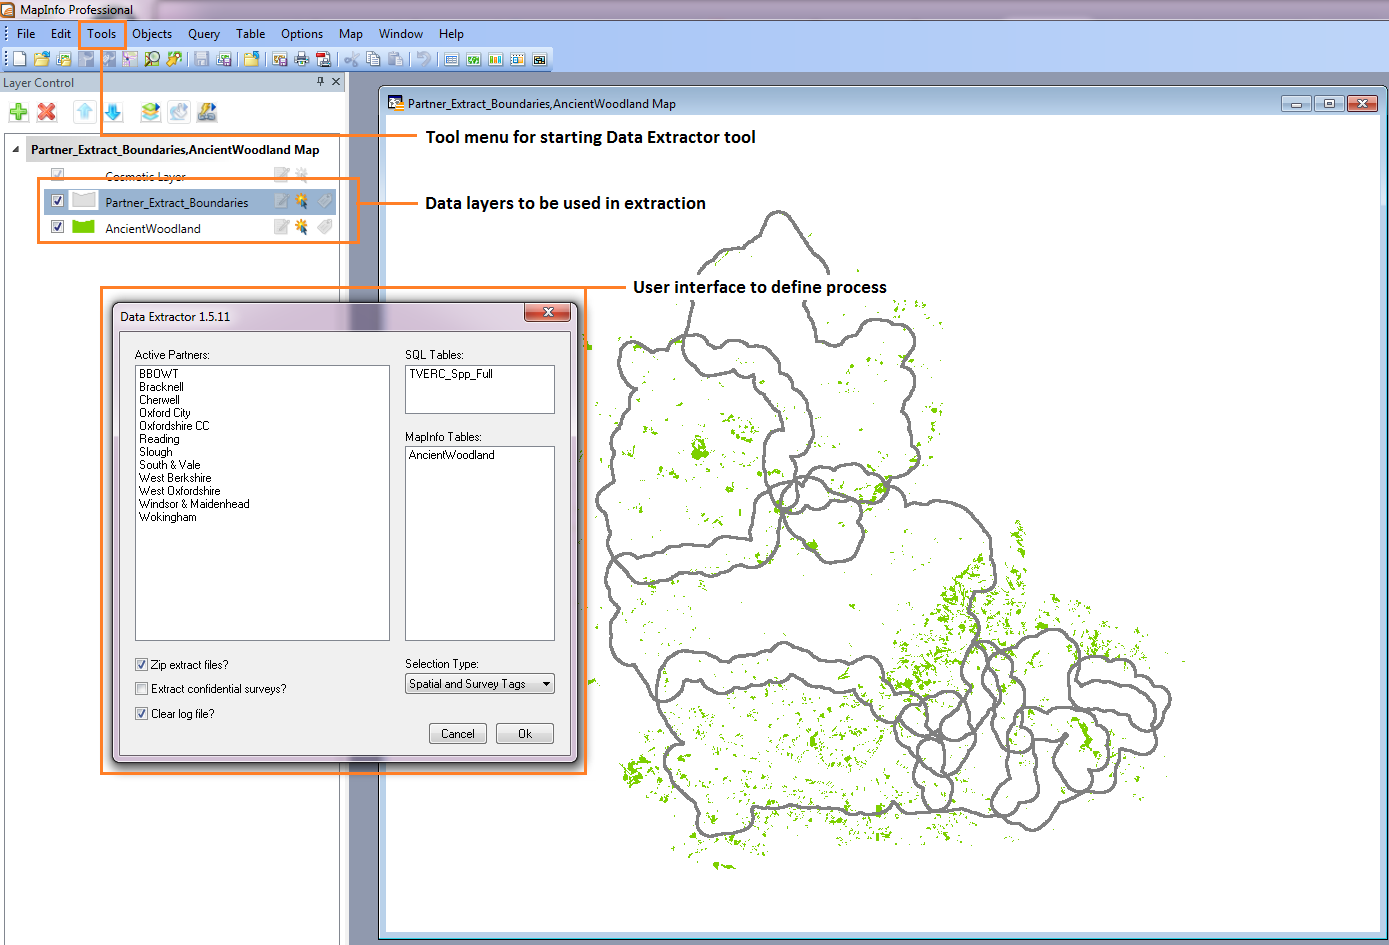 MapInfo Professional
File Edit Tools Objects Query Table Options Map Window Help
Layer Control
Partner_Extract_Boundaries,AncientWoodland Map
Cosmetic Layer
Partner_Extract_Boundaries
AncientWoodland
Partner_Extract_Boundaries,AncientWoodland Map
Tool menu for starting Data Extractor tool
Data layers to be used in extraction
User interface to define process
Data Extractor 1.5.11
Active Partners:
BBOWT
Bracknell
Cherwell
Oxford City
Oxfordshire CC
Reading
Slough
South & Vale
West Berkshire
West Oxfordshire
Windsor & Maidenhead
Wokingham
SQL Tables:
TVERC_Spp_Full
MapInfo Tables:
AncientWoodland
Zip extract files?
Extract confidential surveys?
Clear log file?
Selection Type:
Spatial and Survey Tags
Cancel Ok